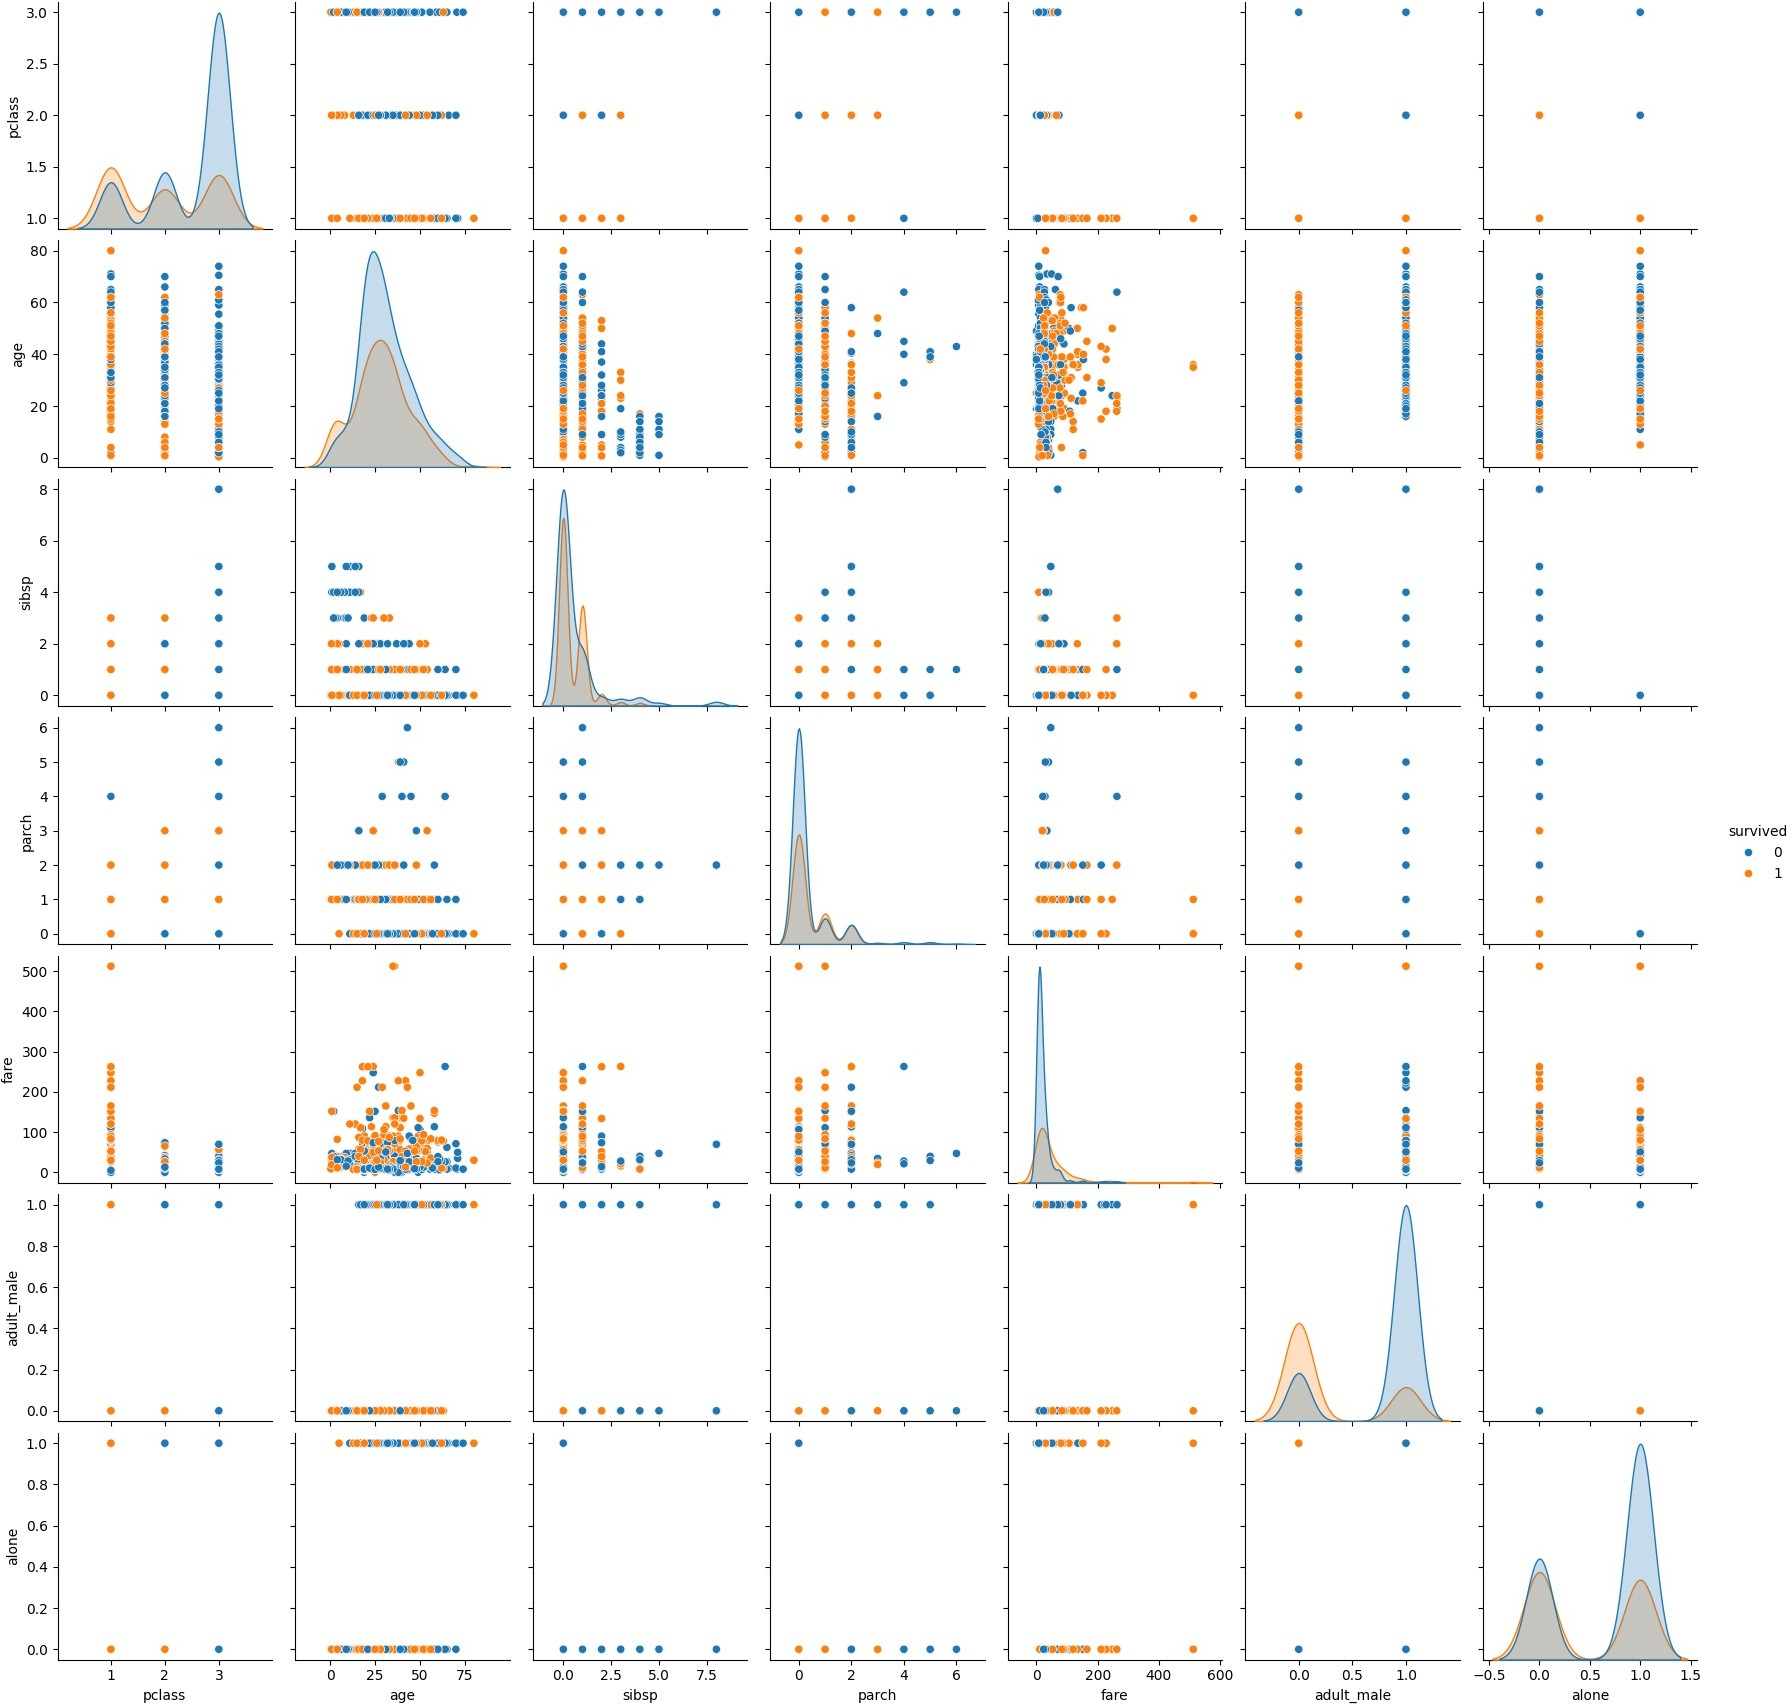 3.0
2.5
2.0
1.5
1.0
pclass
80
60
40
20
0
age
8
6
4
2
0
sibsp
6
5
4
3
2
1
0
parch
survived
0
1
500
400
300
200
100
0
fare
1.0
0.8
0.6
0.4
0.2
0.0
adult_male
1.0
0.8
0.6
0.4
0.2
0.0
alone
1 2 3
0 25 50 75
0.0 2.5 5.0 7.5
0 2 4 6
0 200 400 600
0.0 0.5 1.0
−0.5 0.0 0.5 1.0 1.5
pclass age sibsp parch fare adult_male alone